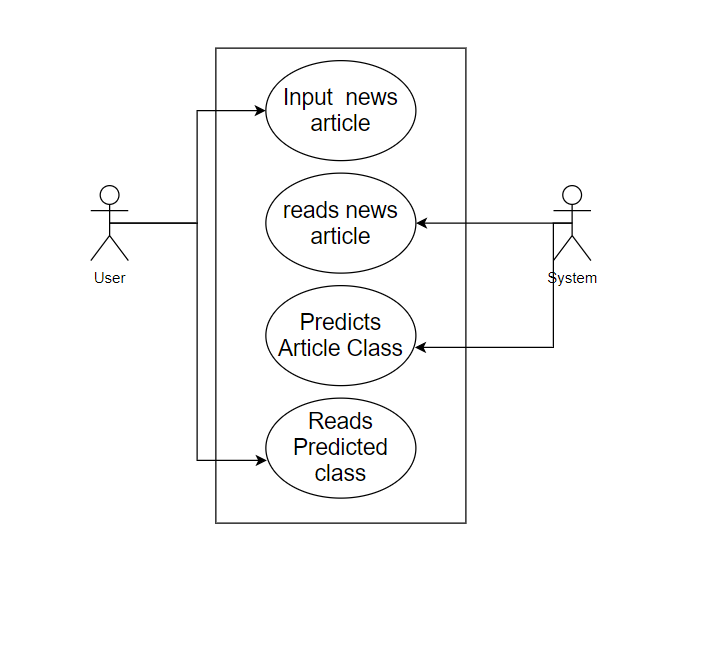 Input news
article
reads news
article
User
System
Predicts
Article Class
Reads
Predicted
class